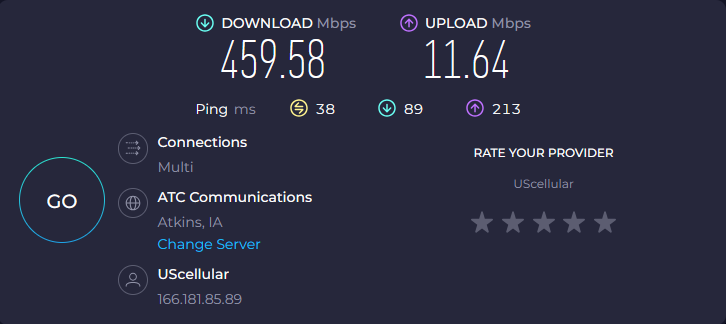 DOWNLOAD Mbps
UPLOAD Mbps
459.58
11.64
Ping ms 38 89 213
GO
Connections
Multi
ATC Communications
Atkins, IA
Change Server
UScellular
166.181.85.89
RATE YOUR PROVIDER
UScellular